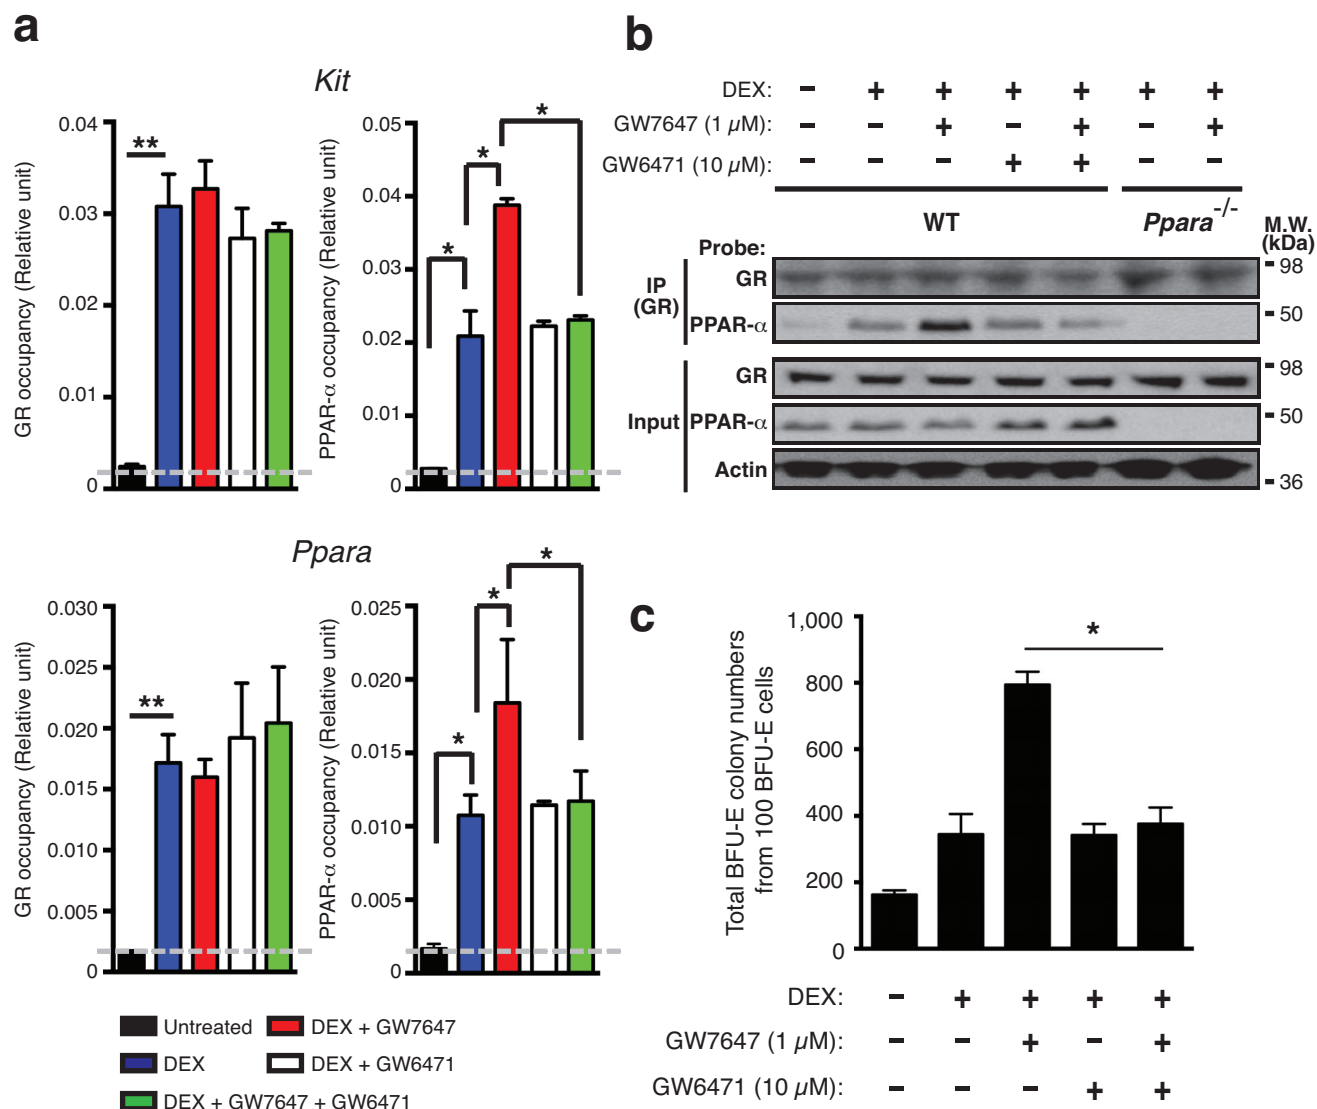 a
Kit
GR occupancy (Relative unit)
0.04
0.03
0.02
0.01
0
**
PPAR-α occupancy (Relative unit)
0.05
0.04
0.03
0.02
0.01
0
*
*
*
Ppara
GR occupancy (Relative unit)
0.030
0.025
0.020
0.015
0.010
0.005
0
**
PPAR-α occupancy (Relative unit)
0.025
0.020
0.015
0.010
0.005
0
*
*
*
Untreated
DEX + GW7647
DEX
DEX + GW6471
DEX + GW7647 + GW6471
b
DEX: - + + + + + +
GW7647 (1 µM): - - + - + - +
GW6471 (10 µM): - - - + + - -
WT
Ppara-/-
M.W.
(kDa)
Probe:
IP
(GR)
GR
98
PPAR-α
50
Input
GR
98
PPAR-α
50
Actin
36
c
Total BFU-E colony numbers
from 100 BFU-E cells
1,000
800
600
400
200
0
*
DEX: - + + + +
GW7647 (1 µM): - - + - +
GW6471 (10 µM): - - - + +